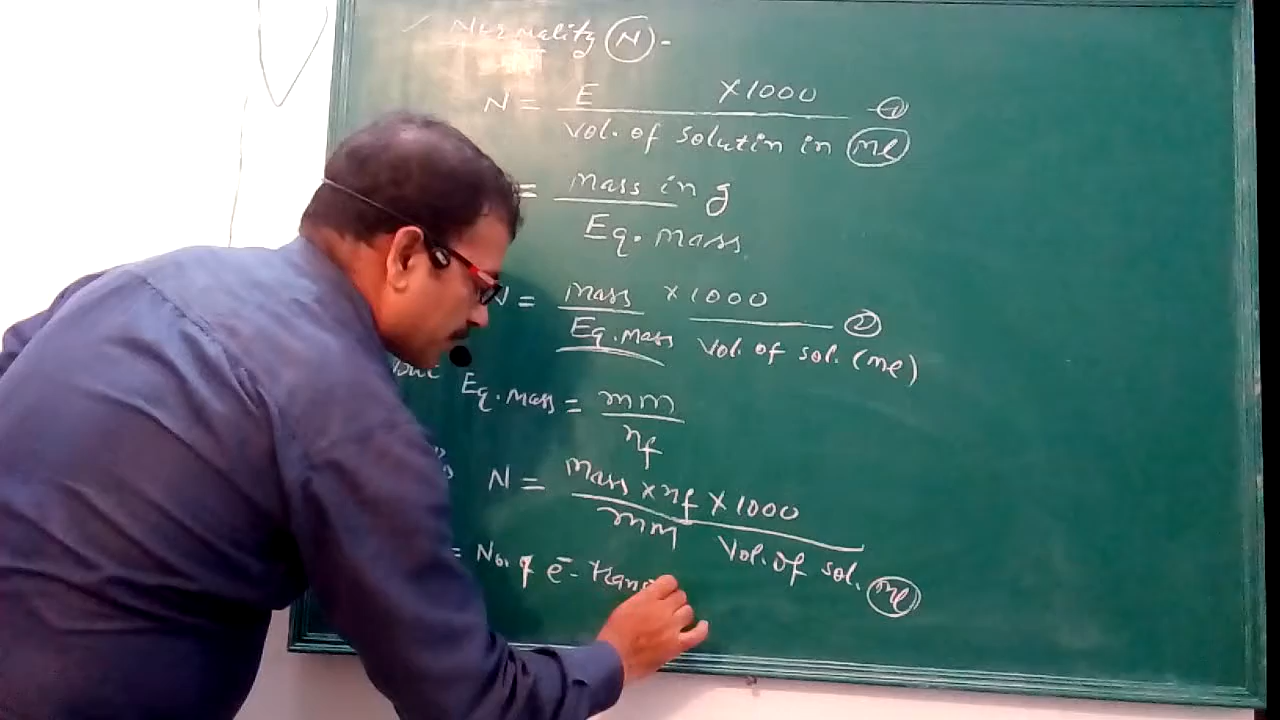 Normality (N) -
N = E × 1000 / Vol. of Solutin in ml ①
= Mass in g / Eq. Mass
N = Mass / Eq. Mass × 1000 / Vol. of sol. (ml) ②
but Eq. Mass = MM / nf
N = Mass × nf × 1000 / MM Vol. of sol. ml
= No. of e⁻ - trans